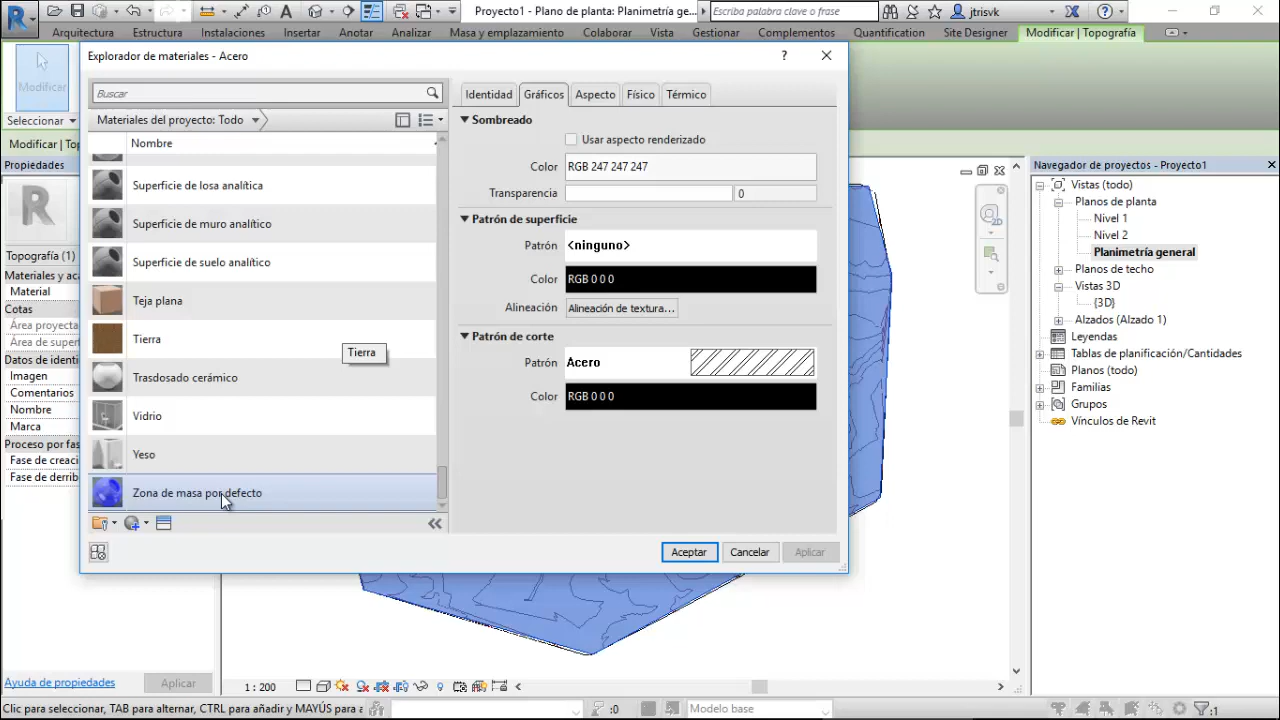 Proyecto1 - Plano de planta: Planimetría ge...
Escriba palabra clave o frase
jtrisvk
Arquitectura
Estructura
Instalaciones
Insertar
Anotar
Analizar
Masa y emplazamiento
Colaborar
Vista
Gestionar
Complementos
Quantification
Site Designer
Modificar | Topografía
Modificar
Seleccionar
Modificar | Top
Propiedades
Topografía (1)
Materiales y aca
Material
Cotas
Área proyecta
Área de superf
Datos de identi
Imagen
Comentarios
Nombre
Marca
Proceso por fas
Fase de creaci
Fase de derrib
Ayuda de propiedades
Aplicar
Explorador de materiales - Acero
?
Buscar
Materiales del proyecto: Todo
Nombre
Superficie de losa analítica
Superficie de muro analítico
Superficie de suelo analítico
Teja plana
Tierra
Tierra
Trasdosado cerámico
Vidrio
Yeso
Zona de masa por defecto
Identidad
Gráficos
Aspecto
Físico
Térmico
Sombreado
Usar aspecto renderizado
Color
RGB 247 247 247
Transparencia
0
Patrón de superficie
Patrón
<ninguno>
Color
RGB 0 0 0
Alineación
Alineación de textura...
Patrón de corte
Patrón
Acero
Color
RGB 0 0 0
Aceptar
Cancelar
Aplicar
Navegador de proyectos - Proyecto1
Vistas (todo)
Planos de planta
Nivel 1
Nivel 2
Planimetría general
Planos de techo
Vistas 3D
{3D}
Alzados (Alzado 1)
Leyendas
Tablas de planificación/Cantidades
Planos (todo)
Familias
Grupos
Vínculos de Revit
1 : 200
Clic para seleccionar, TAB para alternar, CTRL para añadir y MAYÚS para a
:0
Modelo base
:1